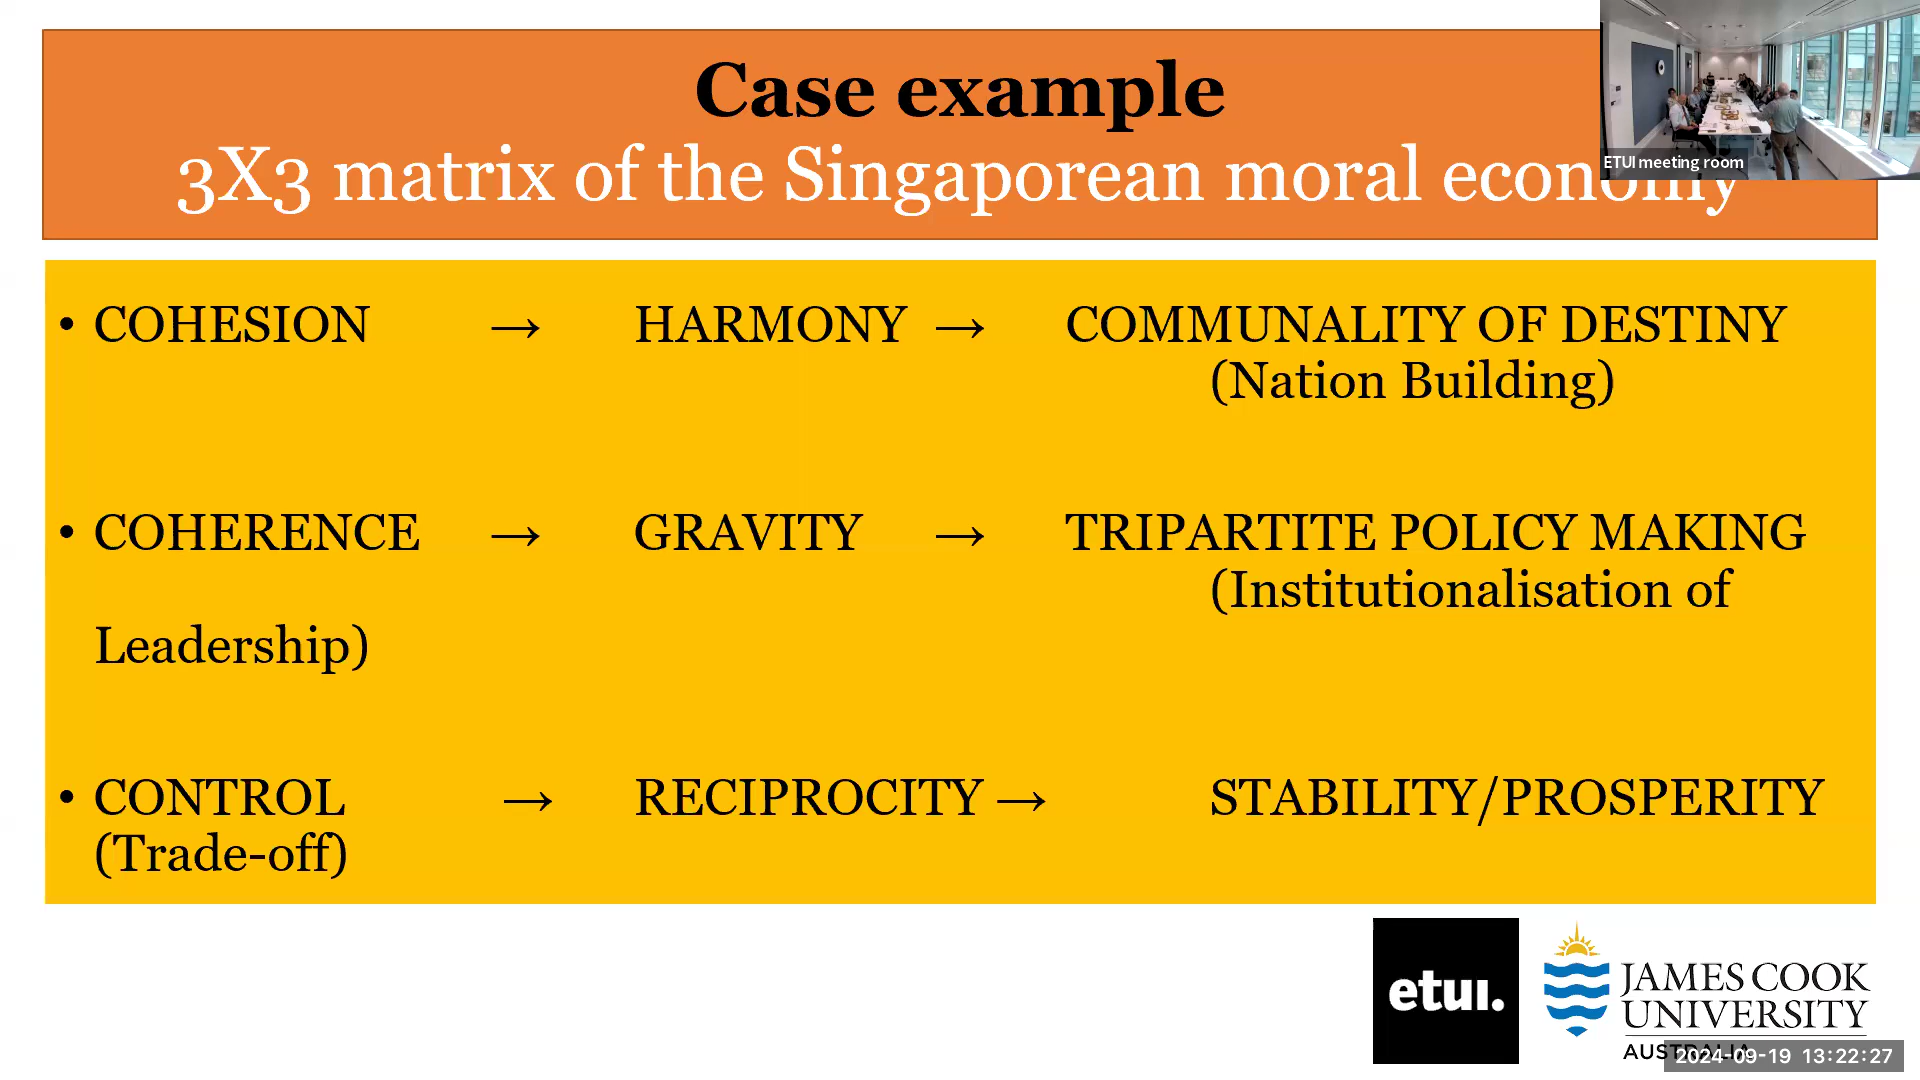 Case example
3X3 matrix of the Singaporean moral economy
ETUI meeting room
• COHESION → HARMONY → COMMUNALITY OF DESTINY
(Nation Building)
• COHERENCE → GRAVITY → TRIPARTITE POLICY MAKING
(Institutionalisation of
Leadership)
• CONTROL → RECIPROCITY → STABILITY/PROSPERITY
(Trade-off)
etui.
JAMES COOK
UNIVERSITY
AUSTRALIA
2024-09-19 13:22:27